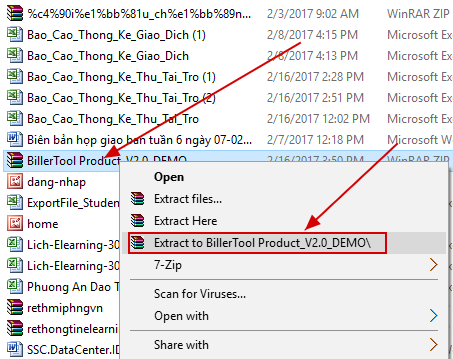 %c4%90i%e1%bb%81u_ch%e1%bb%89n... 2/3/2017 9:02 AM WinRAR ZIP
Bao_Cao_Thong_Ke_Giao_Dich (1) 2/8/2017 4:15 PM Microsoft Ex
Bao_Cao_Thong_Ke_Giao_Dich 2/8/2017 4:13 PM Microsoft Ex
Bao_Cao_Thong_Ke_Thu_Tai_Tro (1) 2/16/2017 2:28 PM Microsoft Ex
Bao_Cao_Thong_Ke_Thu_Tai_Tro (2) 2/16/2017 2:51 PM Microsoft Ex
Bao_Cao_Thong_Ke_Thu_Tai_Tro 2/16/2017 12:02 PM Microsoft Ex
Biên bản họp giao ban tuần 6 ngày 07-02... 2/7/2017 12:18 PM Microsoft W
BillerTool Product_V2.0_DEMO 2/16/2017 3:50 PM WinRAR ZIP
dang-nhap
Open
ExportFile_Studen
Extract files...
home
Extract Here
Lich-Elearning-30
Extract to BillerTool Product_V2.0_DEMO\
Lich-Elearning-30
7-Zip
Phuong An Dao T
Scan for Viruses...
rethmiphngvn
Open with
rethongtinelearnin
Share with
SSC.DataCenter.ID